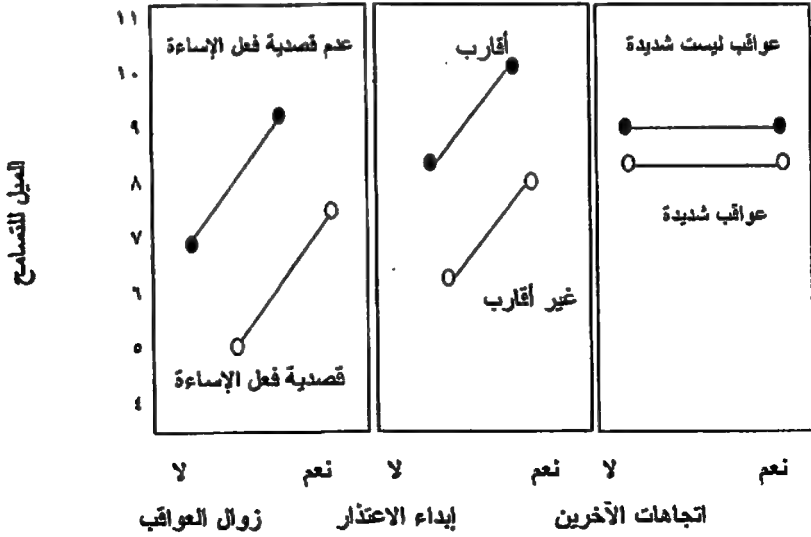 الميل للتسامح
١١
١٠
٩
٨
٧
٦
٥
٤
عدم قصدية فعل الإساءة
قصدية فعل الإساءة
أقارب
غير أقارب
عواقب ليست شديدة
عواقب شديدة
لا نعم لا نعم لا نعم
زوال العواقب إبداء الاعتذار اتجاهات الآخرين